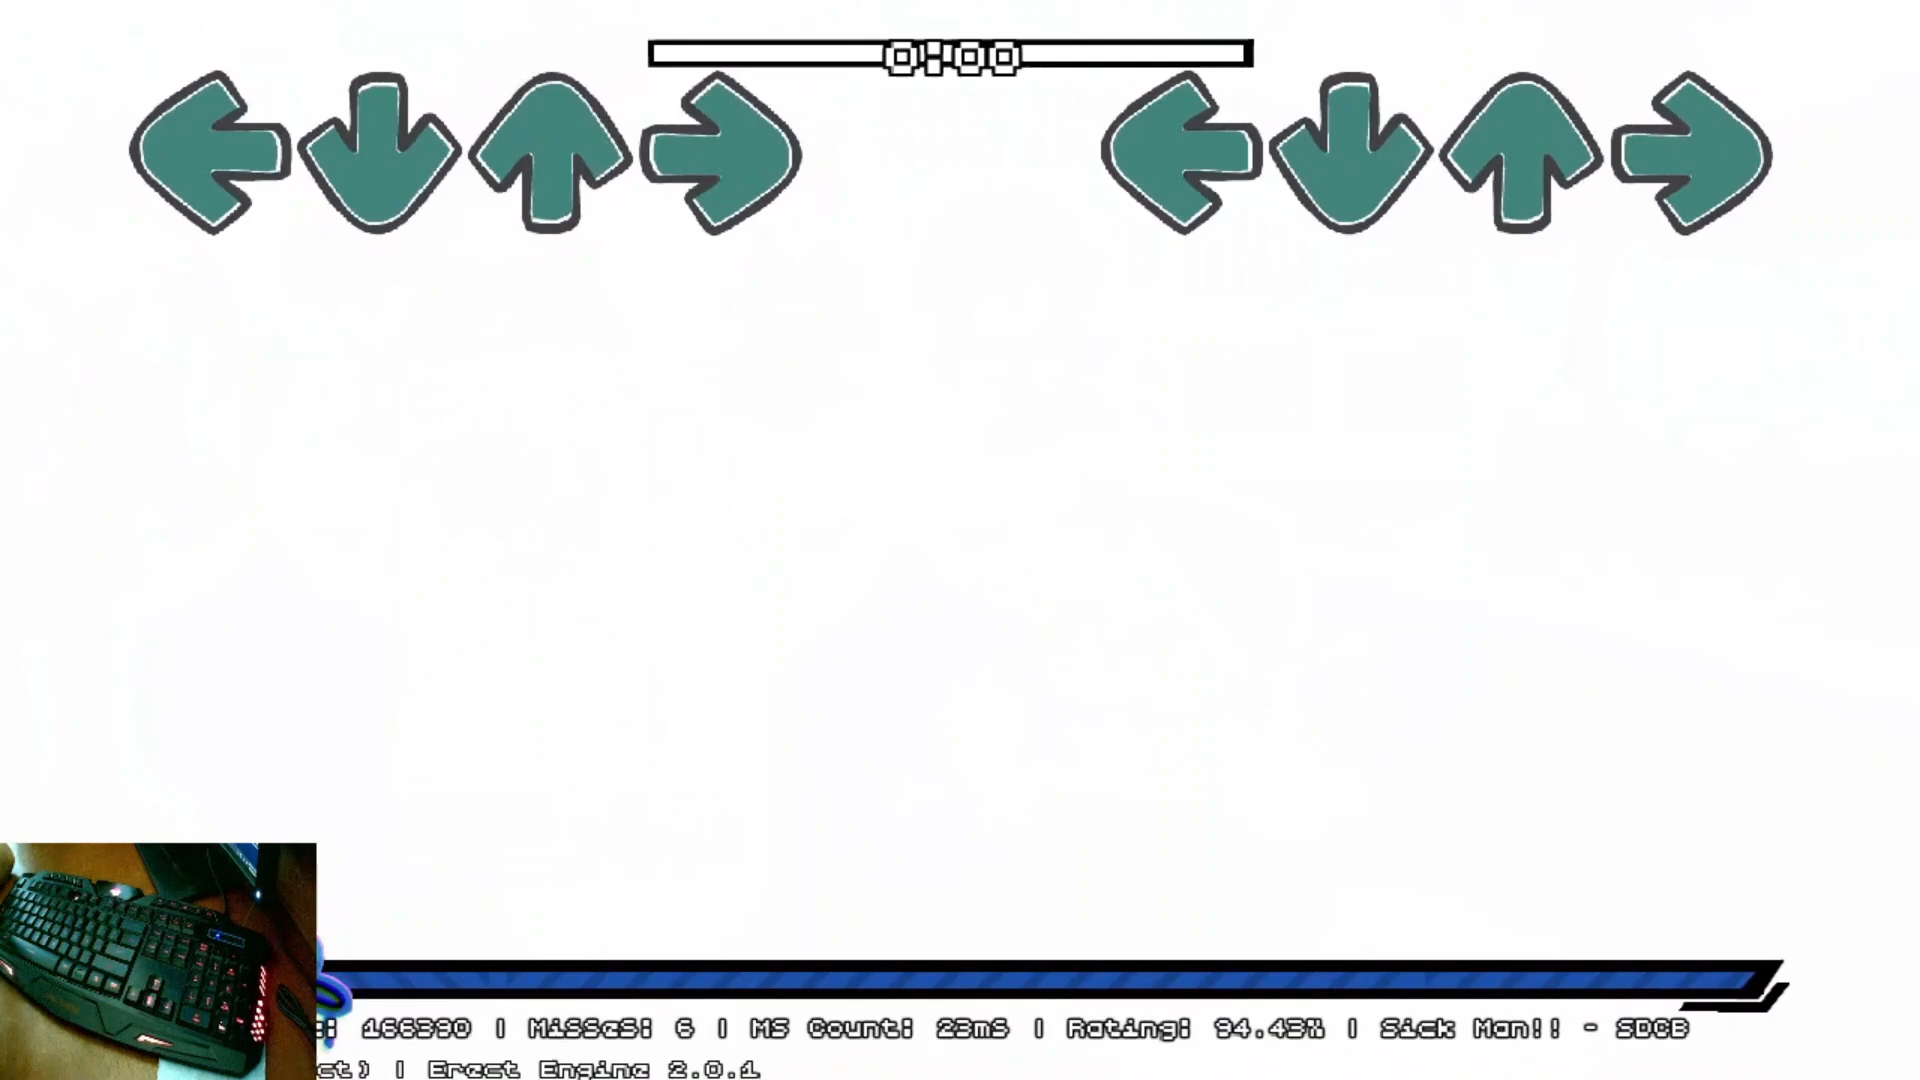 0:00
: 166390 | Misses: 6 | MS Count: 23ms | Rating: 94.43% | Sick Man!! - SDCB
ct) | Erect Engine 2.0.1